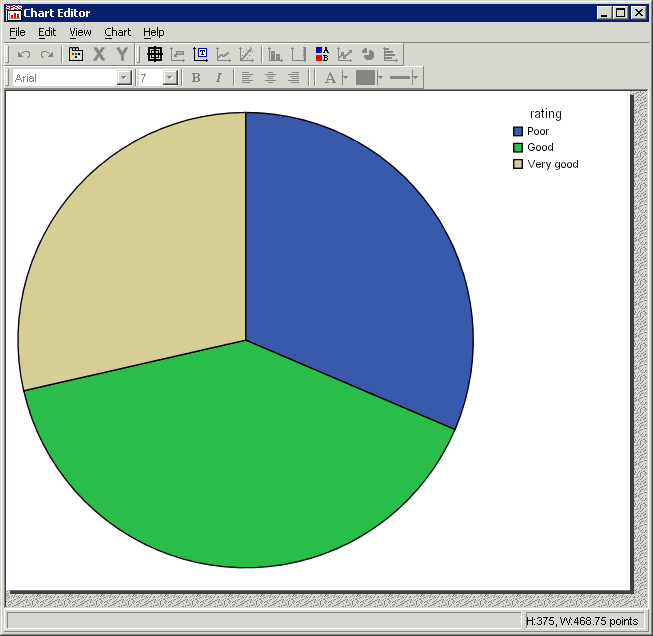 Chart Editor
File Edit View Chart Help
X Y T A B
Arial 7 B I A
rating
Poor
Good
Very good
H:375, W:468.75 points